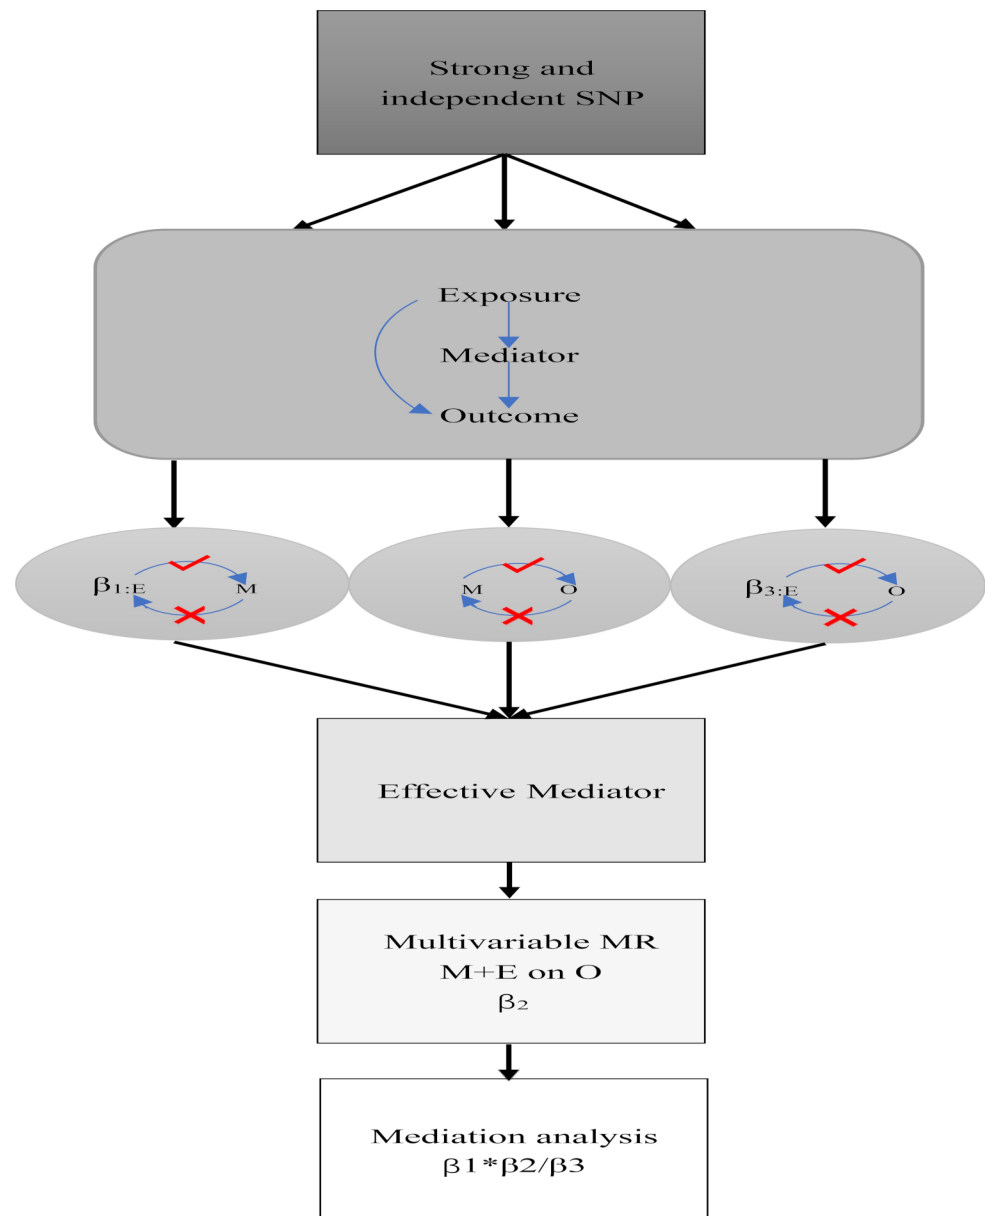 Strong and
independent SNP
Exposure
Mediator
Outcome
β1:E M
M O
β3:E O
Effective Mediator
Multivariable MR
M+E on O
β2
Mediation analysis
β1*β2/β3